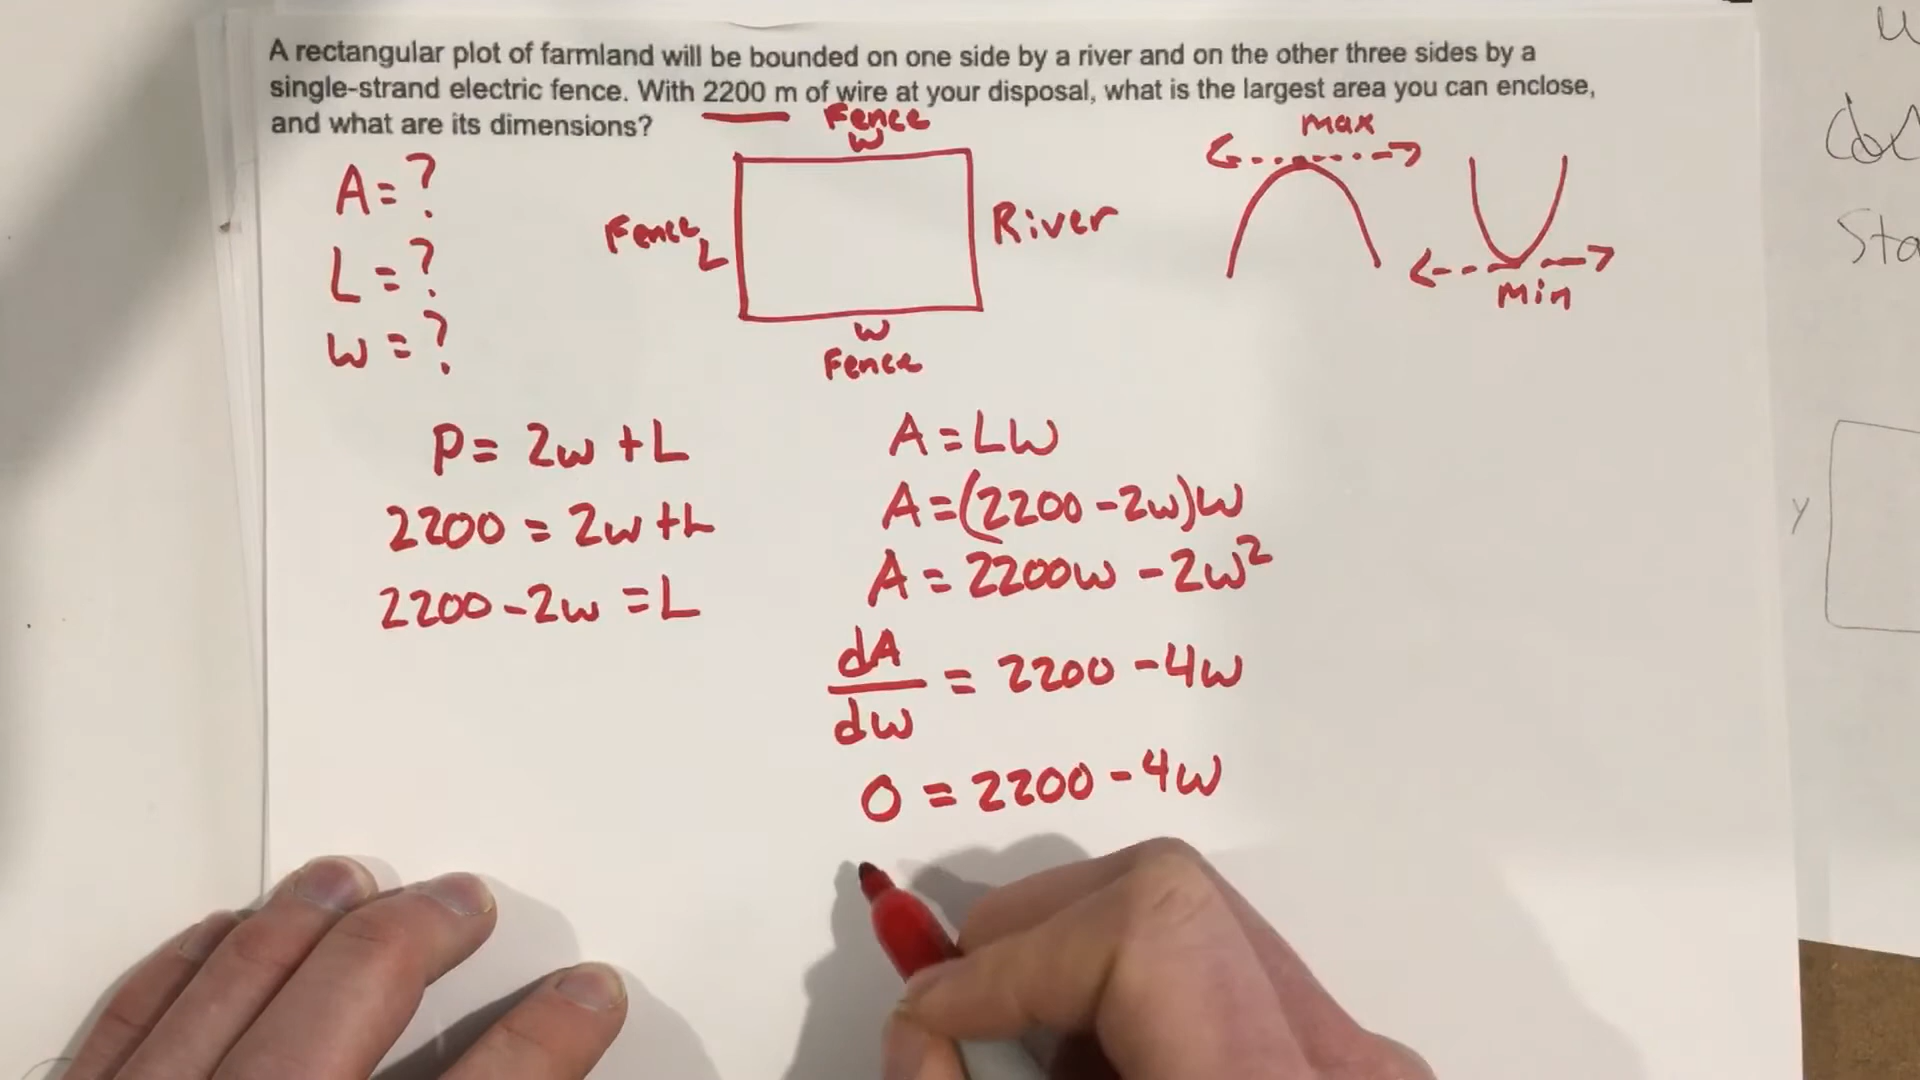 A rectangular plot of farmland will be bounded on one side by a river and on the other three sides by a
single-strand electric fence. With 2200 m of wire at your disposal, what is the largest area you can enclose,
and what are its dimensions?
Fence
w
max
A = ?
L = ?
w = ?
Fence
L
River
w
Fence
Min
P = 2w + L
2200 = 2w + L
2200 - 2w = L
A = LW
A = (2200 - 2w)w
A = 2200w - 2w²
dA/dw = 2200 - 4w
0 = 2200 - 4w
y